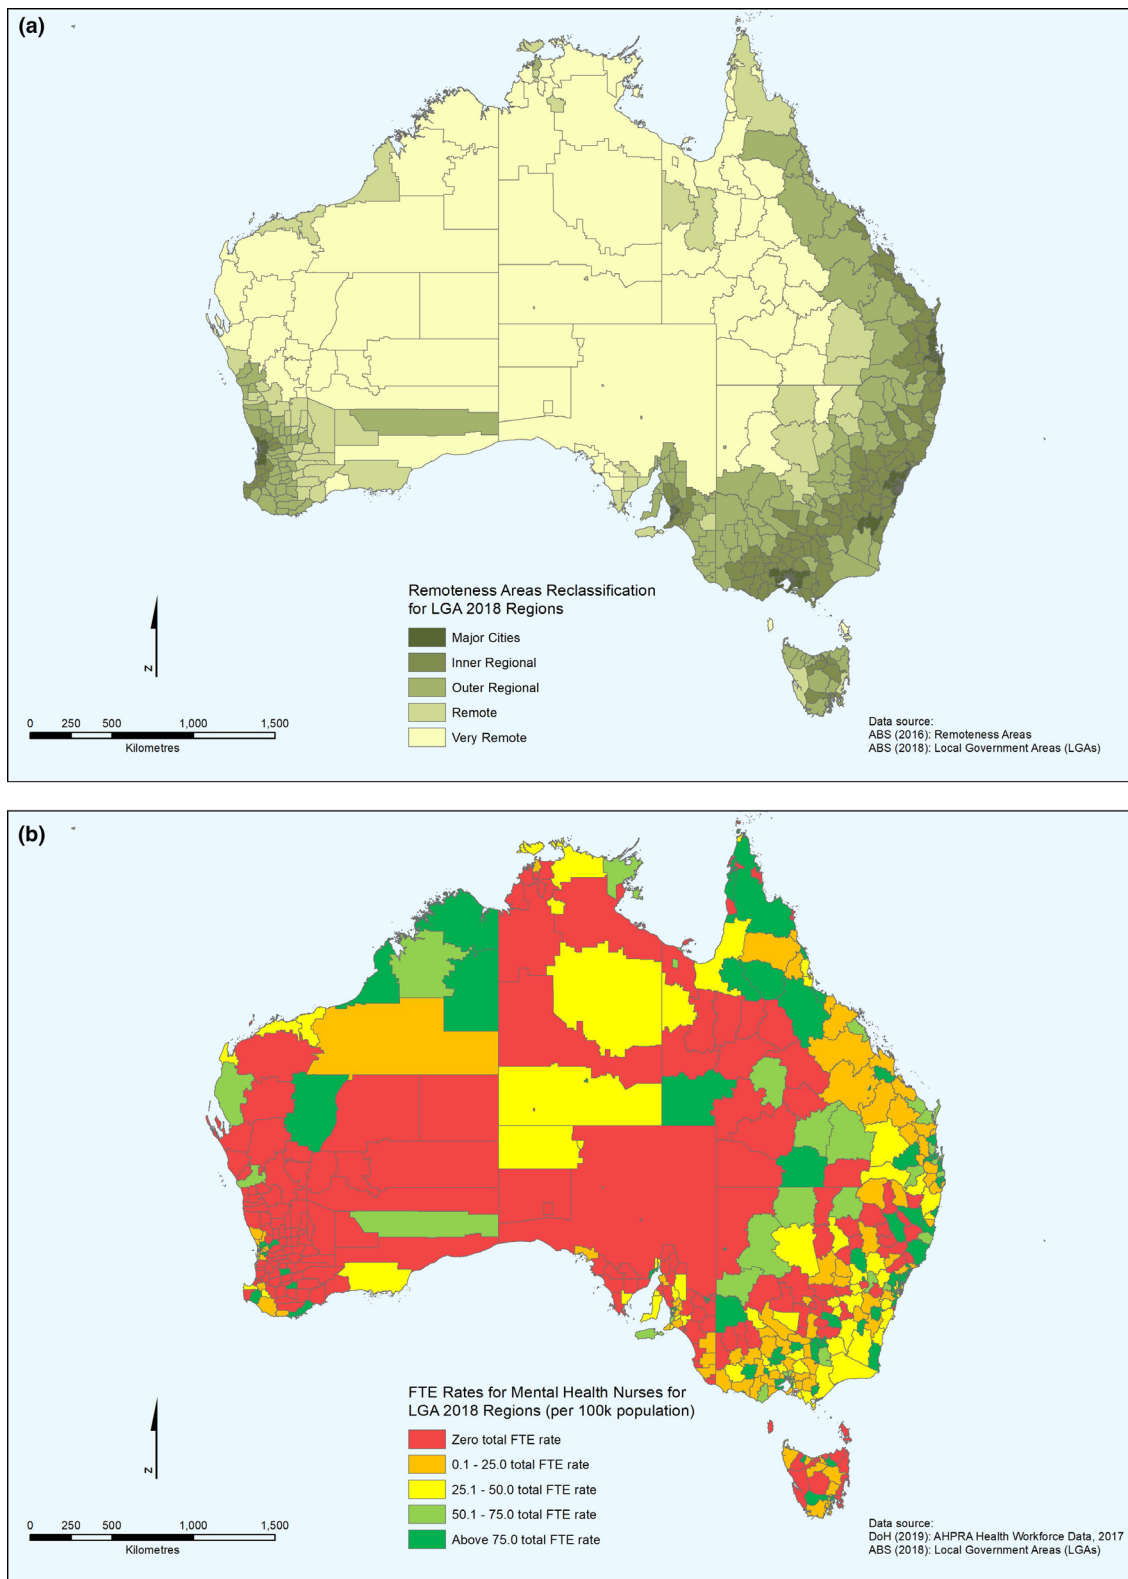 (a)
Remoteness Areas Reclassification
for LGA 2018 Regions
Major Cities
Inner Regional
Outer Regional
Remote
Very Remote
N
0 250 500 1,000 1,500
Kilometres
Data source:
ABS (2016): Remoteness Areas
ABS (2018): Local Government Areas (LGAs)
(b)
FTE Rates for Mental Health Nurses for
LGA 2018 Regions (per 100k population)
Zero total FTE rate
0.1 - 25.0 total FTE rate
25.1 - 50.0 total FTE rate
50.1 - 75.0 total FTE rate
Above 75.0 total FTE rate
N
0 250 500 1,000 1,500
Kilometres
Data source:
DoH (2019): AHPRA Health Workforce Data, 2017
ABS (2018): Local Government Areas (LGAs)